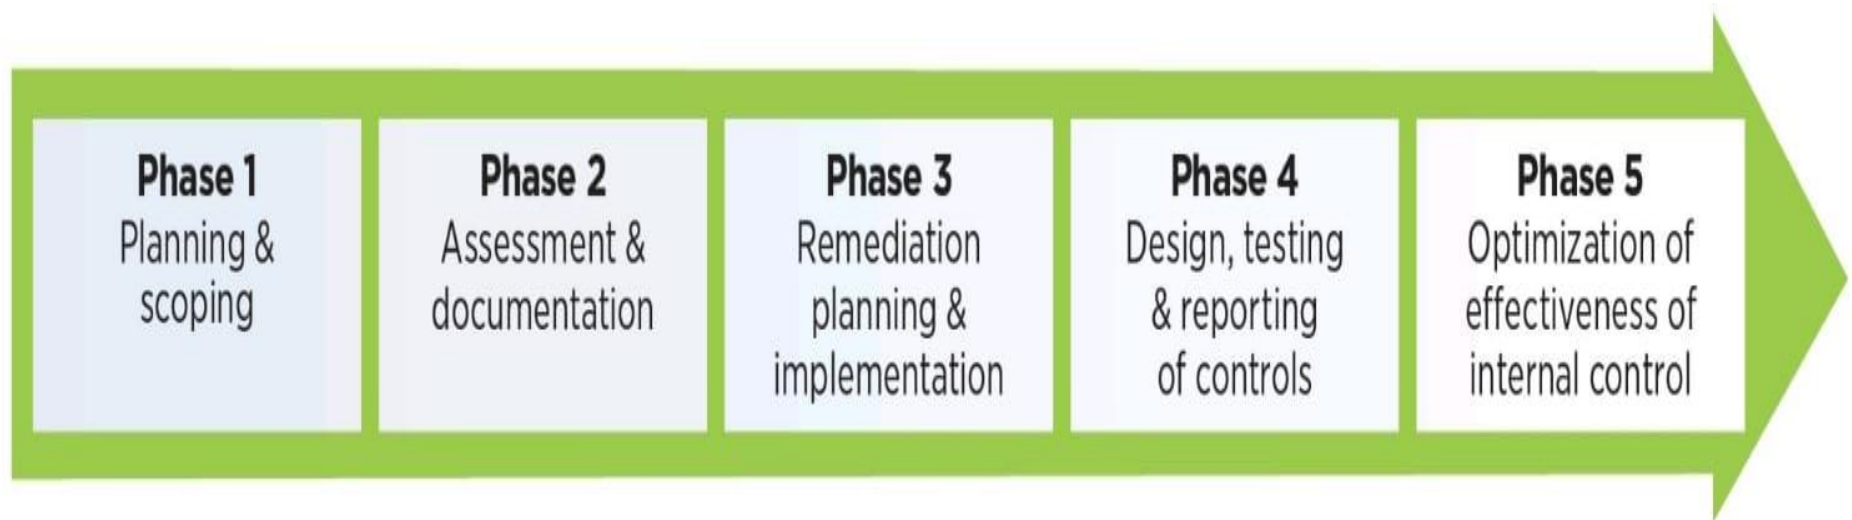 Phase 1
Planning &
scoping
Phase 2
Assessment &
documentation
Phase 3
Remediation
planning &
implementation
Phase 4
Design, testing
& reporting
of controls
Phase 5
Optimization of
effectiveness of
internal control